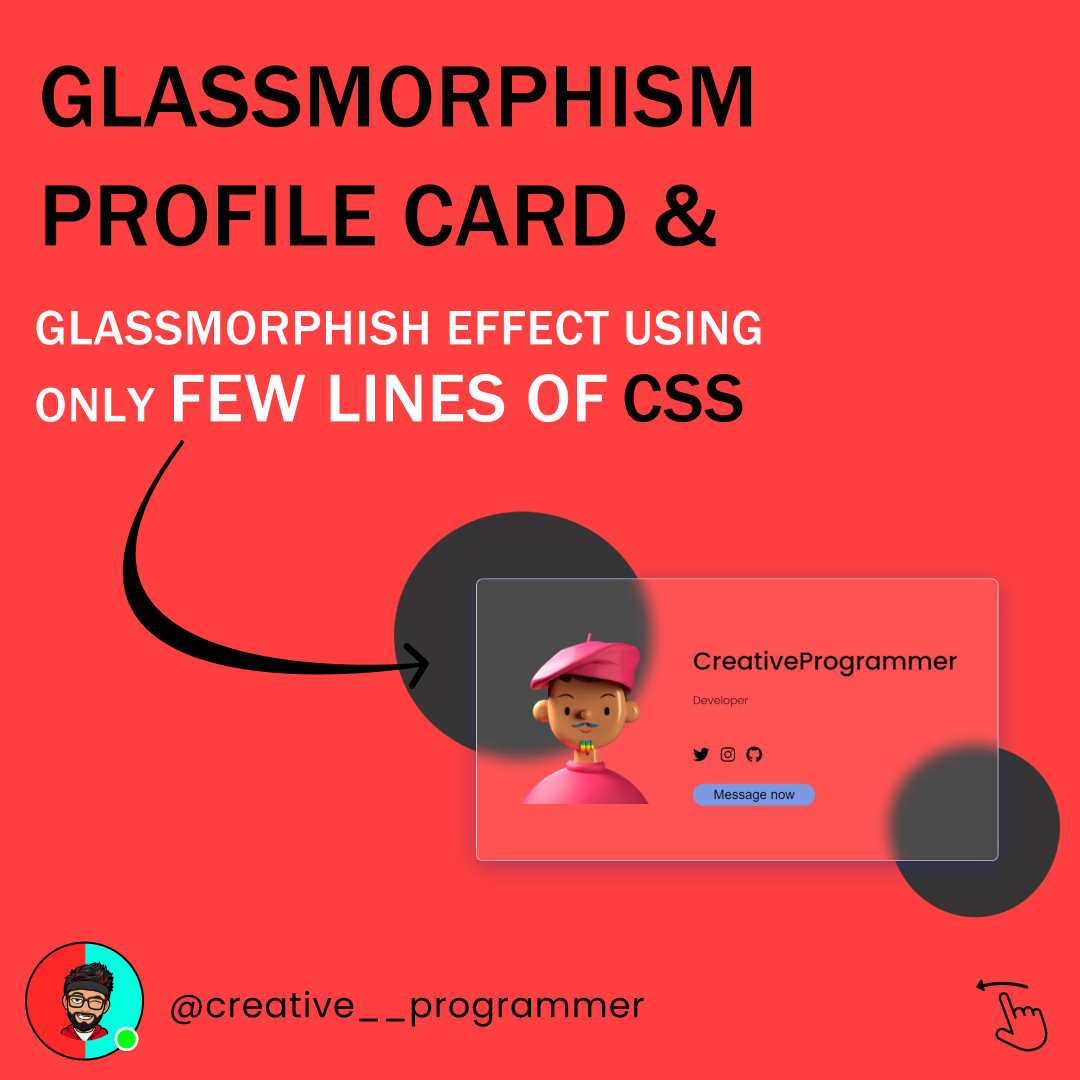 GLASSMORPHISM
PROFILE CARD &
GLASSMORPHISH EFFECT USING
ONLY FEW LINES OF CSS
CreativeProgrammer
Developer
Message now
@creative__programmer